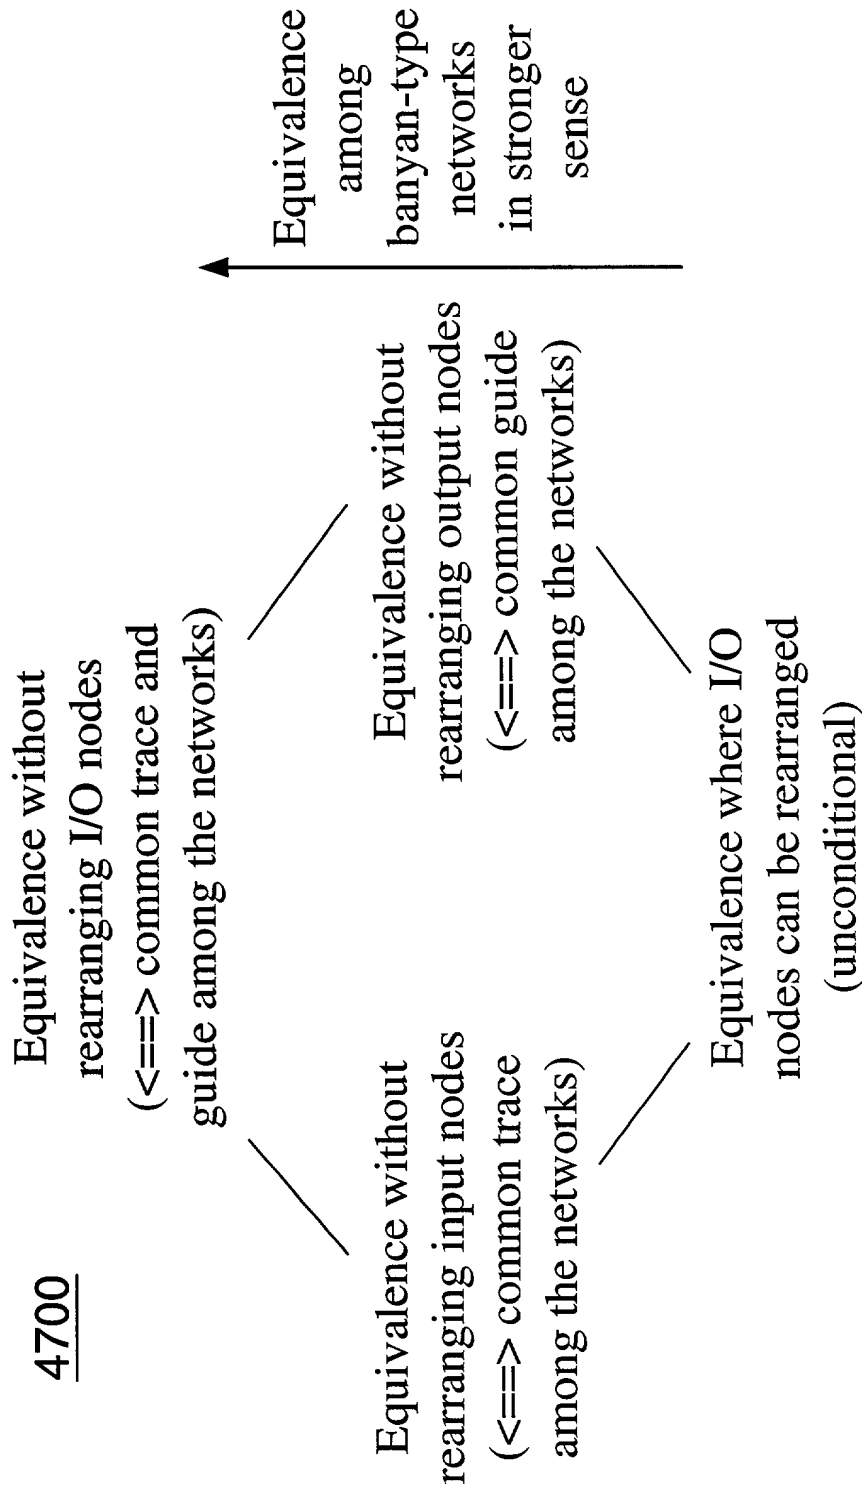 4700
Equivalence without
rearranging I/O nodes
(<==> common trace and
guide among the networks)
Equivalence without
rearranging input nodes
(<==> common trace
among the networks)
Equivalence without
rearranging output nodes
(<==> common guide
among the networks)
Equivalence where I/O
nodes can be rearranged
(unconditional)
Equivalence
among
banyan-type
networks
in stronger
sense